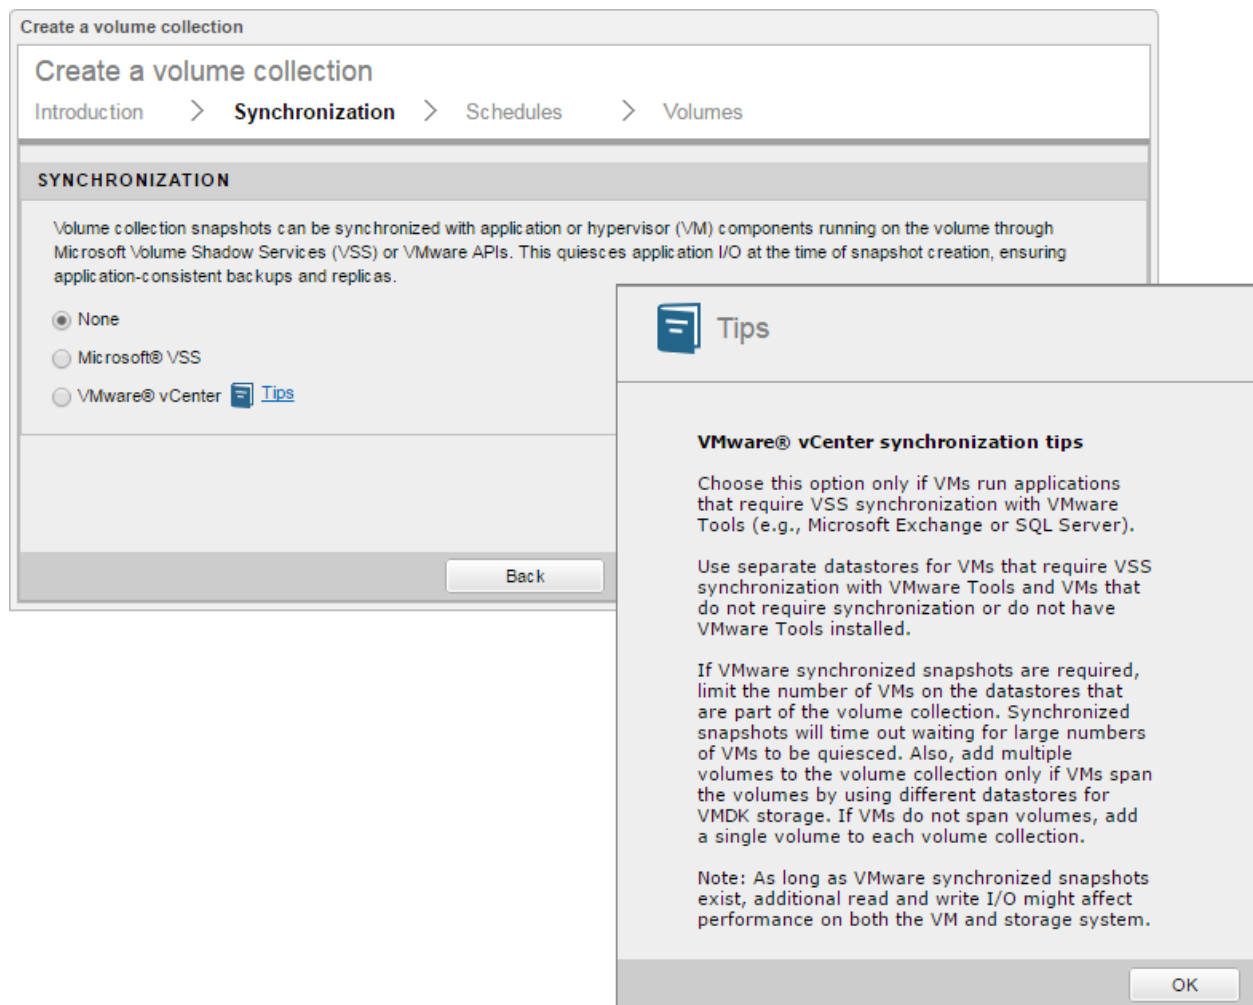 Create a volume collection
Create a volume collection
Introduction > Synchronization > Schedules > Volumes
SYNCHRONIZATION
Volume collection snapshots can be synchronized with application or hypervisor (VM) components running on the volume through
Microsoft Volume Shadow Services (VSS) or VMware APIs. This quiesces application I/O at the time of snapshot creation, ensuring
application-consistent backups and replicas.
None
Microsoft® VSS
VMware® vCenter Tips
Back
Tips
VMware® vCenter synchronization tips
Choose this option only if VMs run applications
that require VSS synchronization with VMware
Tools (e.g., Microsoft Exchange or SQL Server).
Use separate datastores for VMs that require VSS
synchronization with VMware Tools and VMs that
do not require synchronization or do not have
VMware Tools installed.
If VMware synchronized snapshots are required,
limit the number of VMs on the datastores that
are part of the volume collection. Synchronized
snapshots will time out waiting for large numbers
of VMs to be quiesced. Also, add multiple
volumes to the volume collection only if VMs span
the volumes by using different datastores for
VMDK storage. If VMs do not span volumes, add
a single volume to each volume collection.
Note: As long as VMware synchronized snapshots
exist, additional read and write I/O might affect
performance on both the VM and storage system.
OK